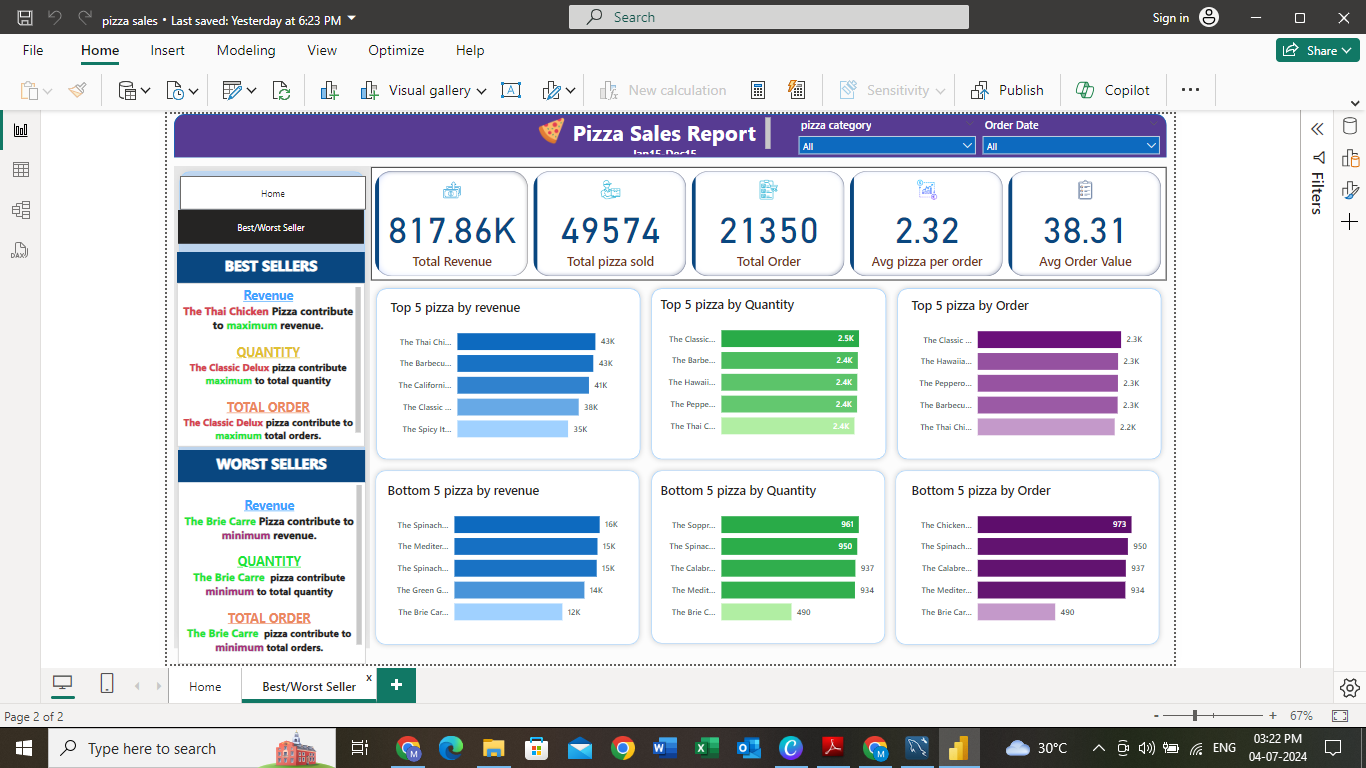 pizza sales • Last saved: Yesterday at 6:23 PM
Search
Sign in
File
Home
Insert
Modeling
View
Optimize
Help
Share
Visual gallery
New calculation
Sensitivity
Publish
Copilot
Pizza Sales Report
Jan15-Dec15
pizza category
All
Order Date
All
Filters
Home
Best/Worst Seller
817.86K
Total Revenue
49574
Total pizza sold
21350
Total Order
2.32
Avg pizza per order
38.31
Avg Order Value
BEST SELLERS
Revenue
The Thai Chicken Pizza contribute
to maximum revenue.
QUANTITY
The Classic Delux pizza contribute
maximum to total quantity
TOTAL ORDER
The Classic Delux pizza contribute to
maximum total orders.
WORST SELLERS
Revenue
The Brie Carre Pizza contribute to
minimum revenue.
QUANTITY
The Brie Carre pizza contribute
minimum to total quantity
TOTAL ORDER
The Brie Carre pizza contribute to
minimum total orders.
Top 5 pizza by revenue
The Thai Chi... 43K
The Barbecu... 43K
The Californi... 41K
The Classic ... 38K
The Spicy It... 35K
Top 5 pizza by Quantity
The Classic... 2.5K
The Barbe... 2.4K
The Hawaii... 2.4K
The Peppe... 2.4K
The Thai C... 2.4K
Top 5 pizza by Order
The Classic ... 2.3K
The Hawaiia... 2.3K
The Peppero... 2.3K
The Barbecu... 2.3K
The Thai Chi... 2.2K
Bottom 5 pizza by revenue
The Spinach... 16K
The Mediter... 15K
The Spinach... 15K
The Green G... 14K
The Brie Car... 12K
Bottom 5 pizza by Quantity
The Soppr... 961
The Spinac... 950
The Calabr... 937
The Medit... 934
The Brie C... 490
Bottom 5 pizza by Order
The Chicken... 973
The Spinach... 950
The Calabre... 937
The Mediter... 934
The Brie Car... 490
Home
Best/Worst Seller
x
Page 2 of 2
- + 67%
Type here to search
30°C
ENG
03:22 PM
04-07-2024